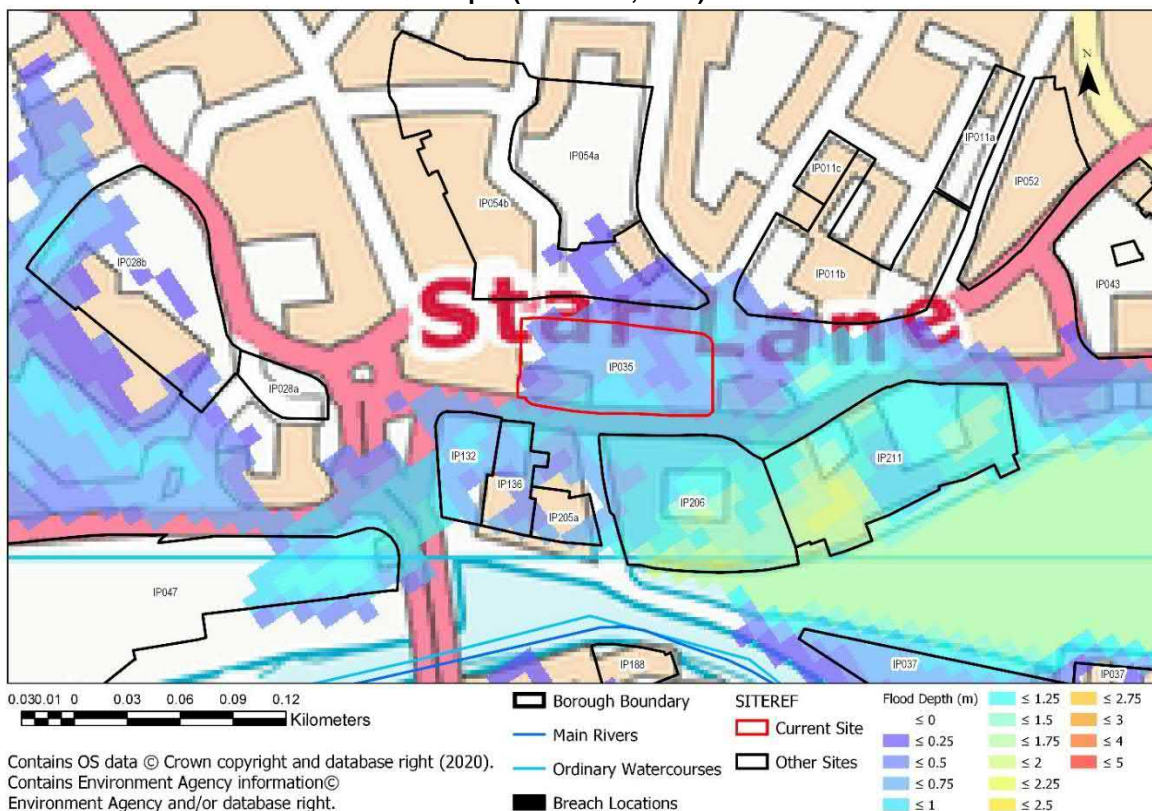 N
IP054a
IP011a
IP011c
IP052
IP054b
IP028b
IP011b
IP043
Star Lane
IP035
IP028a
IP132
IP136
IP211
IP206
IP205a
IP047
IP188
IP037
IP037
0.030.01 0 0.03 0.06 0.09 0.12
Kilometers
Contains OS data © Crown copyright and database right (2020).
Contains Environment Agency information©
Environment Agency and/or database right.
Borough Boundary
Main Rivers
Ordinary Watercourses
Breach Locations
SITEREF
Current Site
Other Sites
Flood Depth (m)
≤ 0
≤ 0.25
≤ 0.5
≤ 0.75
≤ 1
≤ 1.25
≤ 1.5
≤ 1.75
≤ 2
≤ 2.25
≤ 2.5
≤ 2.75
≤ 3
≤ 4
≤ 5